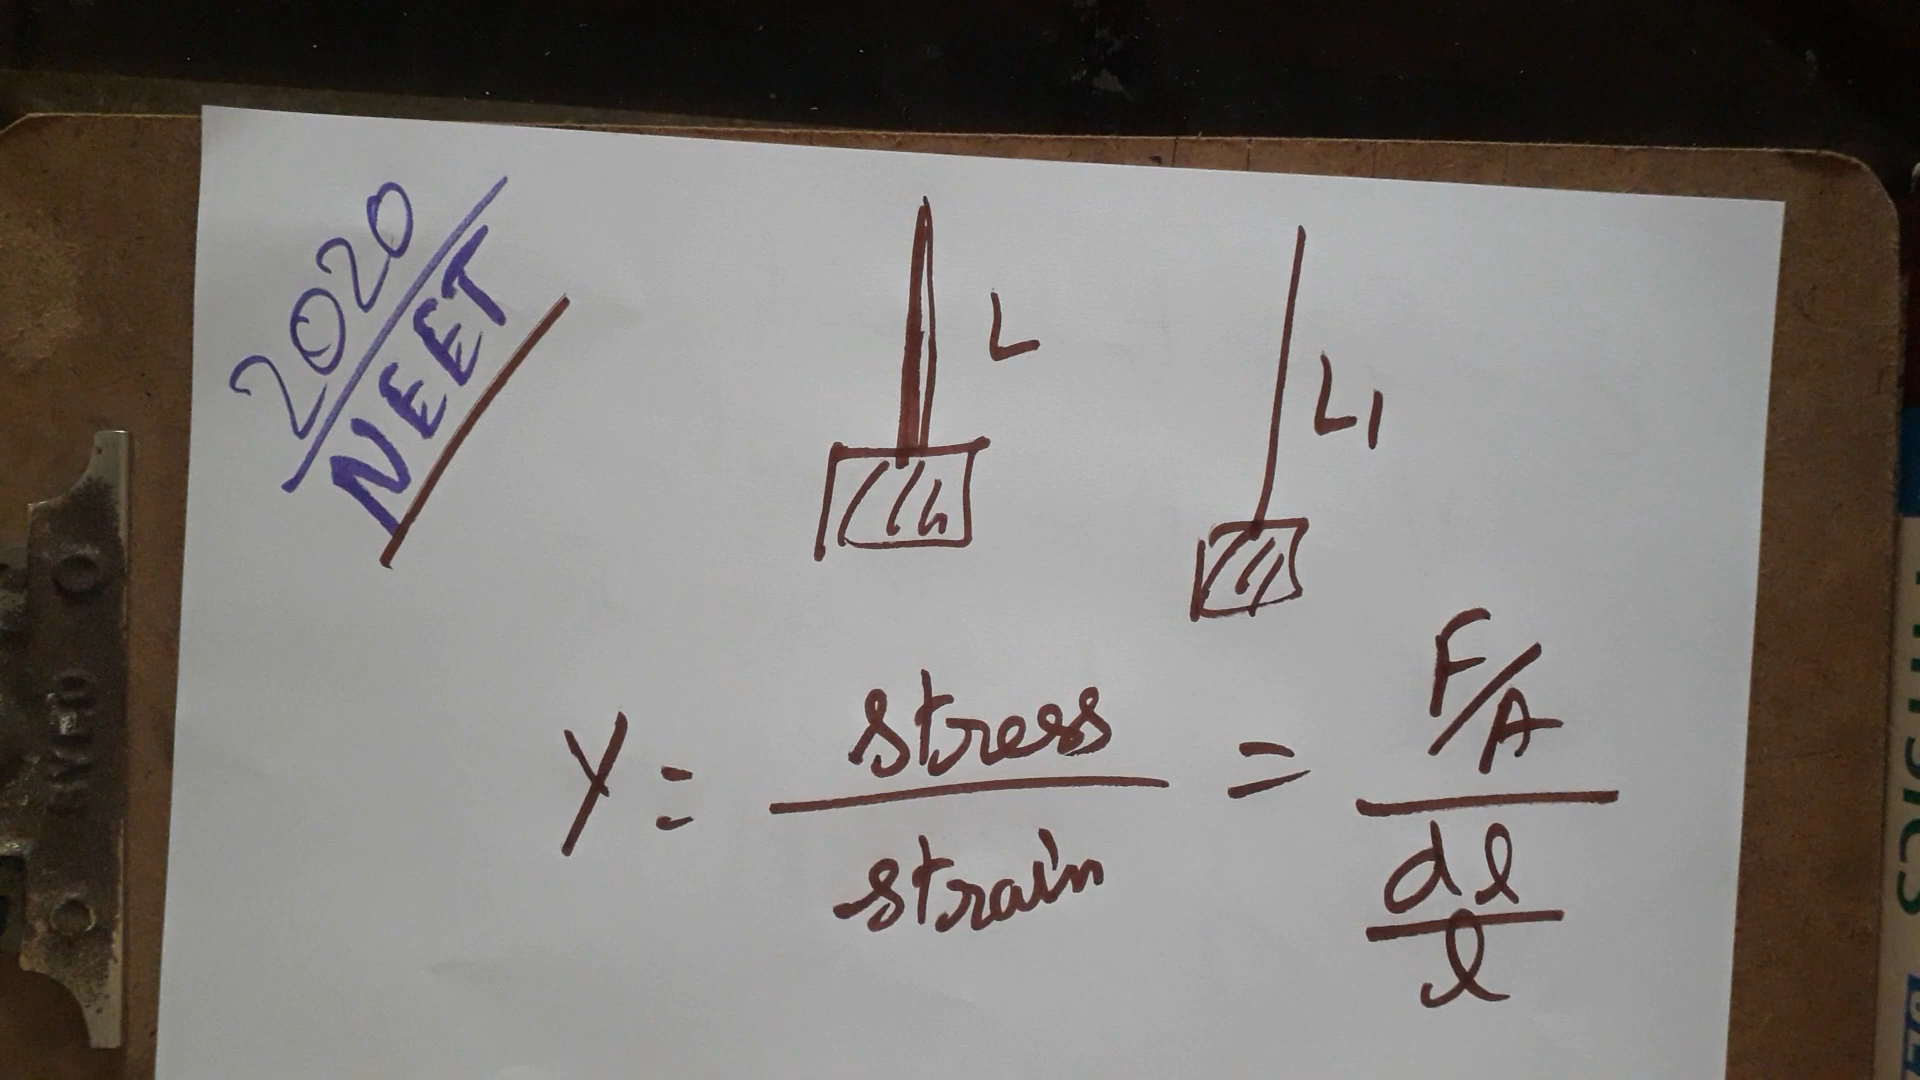 2020
NEET
L
L1
Y = stress / strain = F/A / dl / l